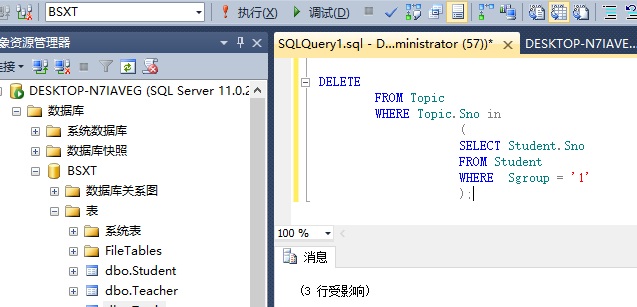 BSXT
执行(X)
调试(D)
象资源管理器
连接
DESKTOP-N7IAVEG (SQL Server 11.0.2
数据库
系统数据库
数据库快照
BSXT
数据库关系图
表
系统表
FileTables
dbo.Student
dbo.Teacher
SQLQuery1.sql - D...ministrator (57))*
DESKTOP-N7IAVE
DELETE
FROM Topic
WHERE Topic.Sno in
(
SELECT Student.Sno
FROM Student
WHERE Sgroup = '1'
);
100 %
消息
(3 行受影响)